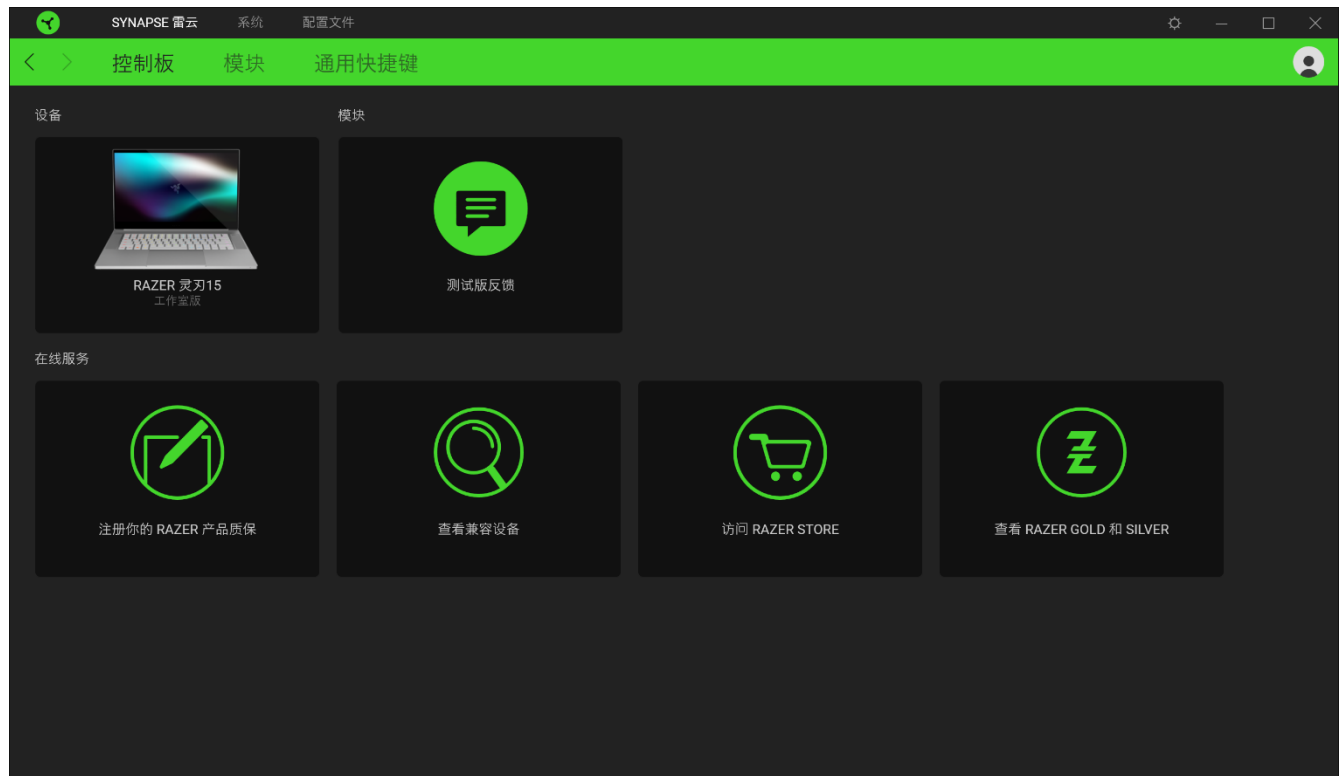 SYNAPSE 雷云 系统 配置文件
控制板 模块 通用快捷键
设备 模块
RAZER 灵刃15
工作室版
测试版反馈
在线服务
注册你的 RAZER 产品质保
查看兼容设备
访问 RAZER STORE
查看 RAZER GOLD 和 SILVER